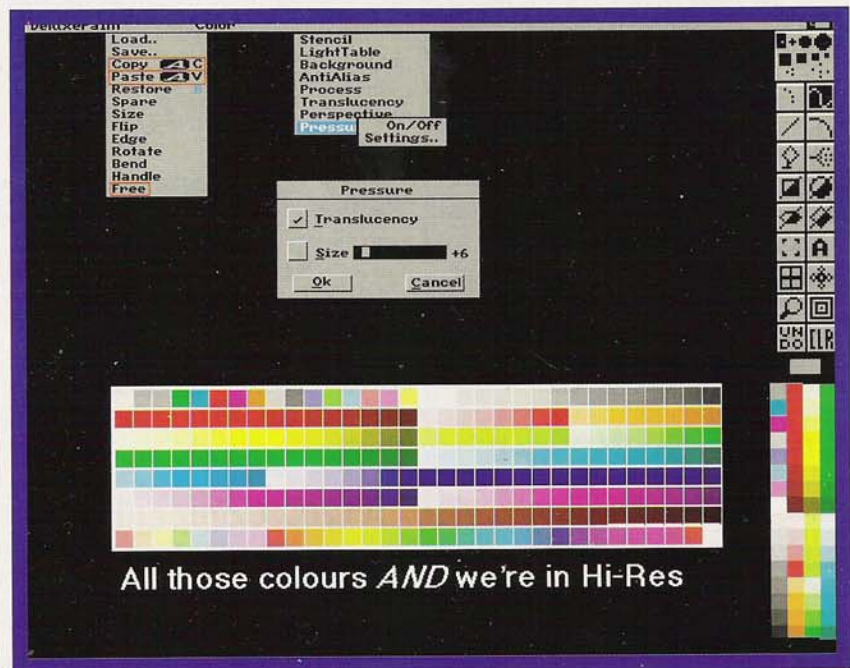 DeluxePaint Color
Load..
Save..
Copy A C
Paste A V
Restore B
Spare
Size
Flip
Edge
Rotate
Bend
Handle
Free
Stencil
LightTable
Background
AntiAlias
Process
Translucency
Perspective
Pressu
On/Off
Settings..
Pressure
Translucency
Size +6
Ok Cancel
A
UNDO CLR
All those colours AND we're in Hi-Res